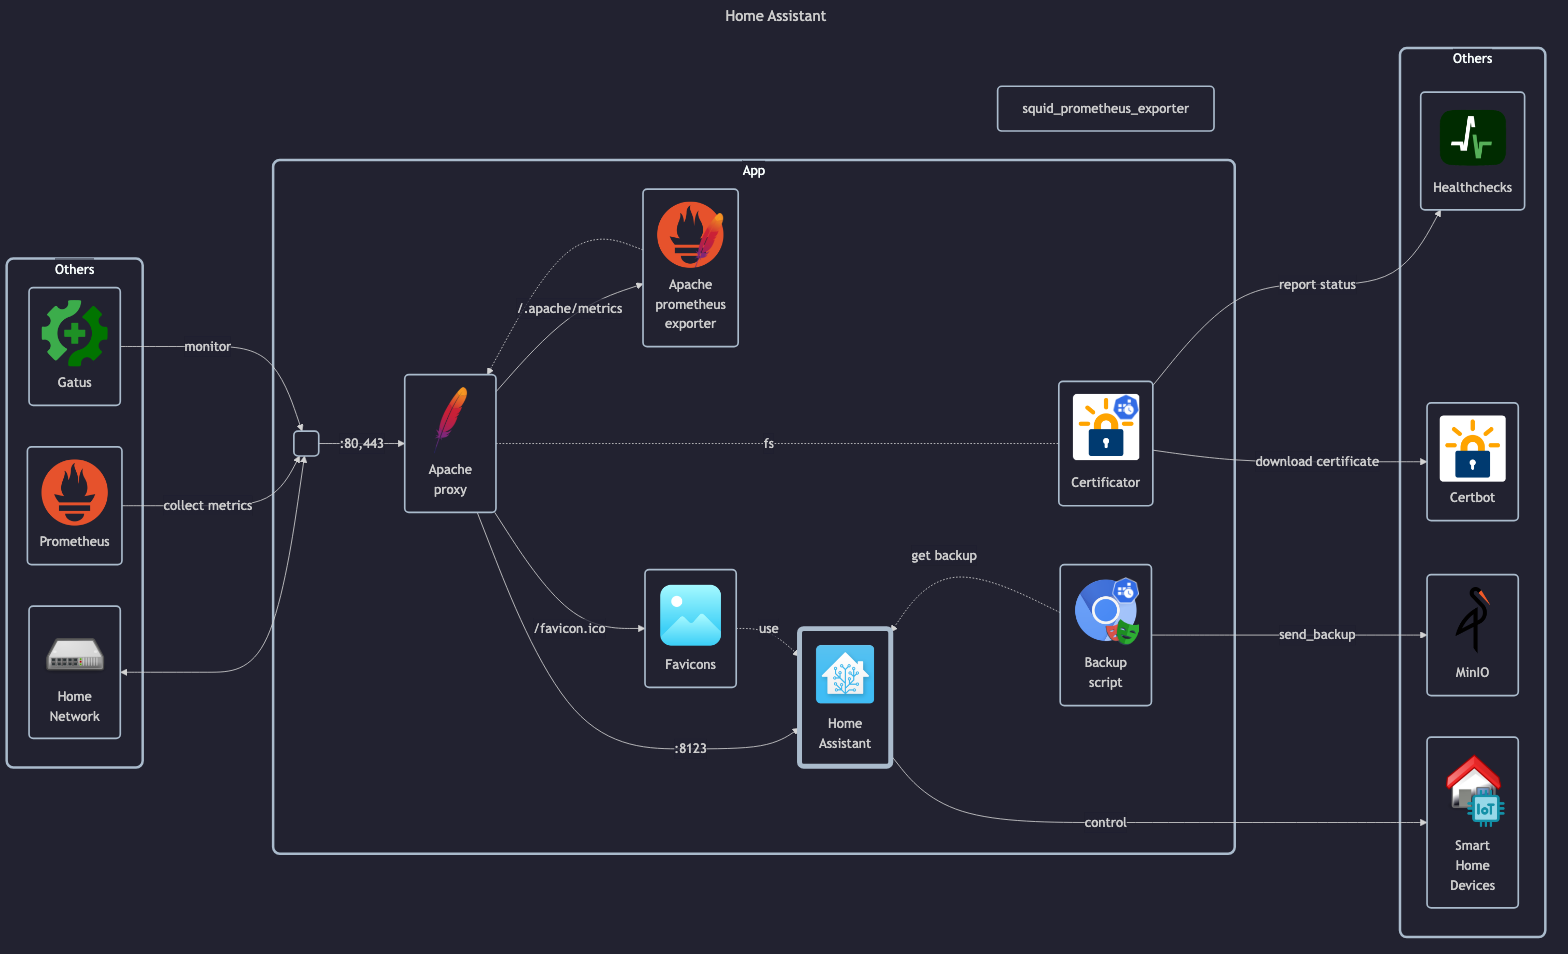 Home Assistant
Others
squid_prometheus_exporter
Healthchecks
App
Apache
prometheus
exporter
/.apache/metrics
report status
Others
Gatus
monitor
:80,443
Apache
proxy
fs
Certificator
download certificate
Certbot
Prometheus
collect metrics
get backup
Home
Network
/favicon.ico
Favicons
use
Home
Assistant
:8123
Backup
script
send_backup
MinIO
control
IoT
Smart
Home
Devices